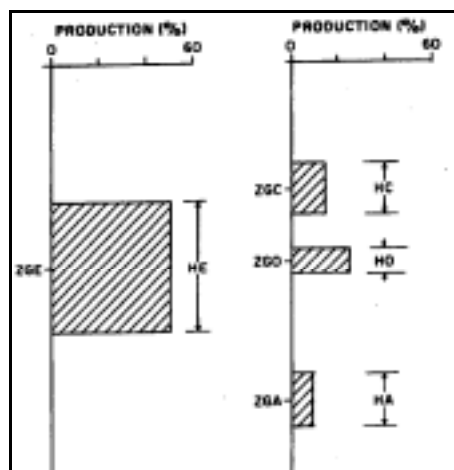 PRODUCTION (%)
0 60
ZGE
HE
PRODUCTION (%)
0 60
ZGC
HC
ZGD
HD
ZGA
HA